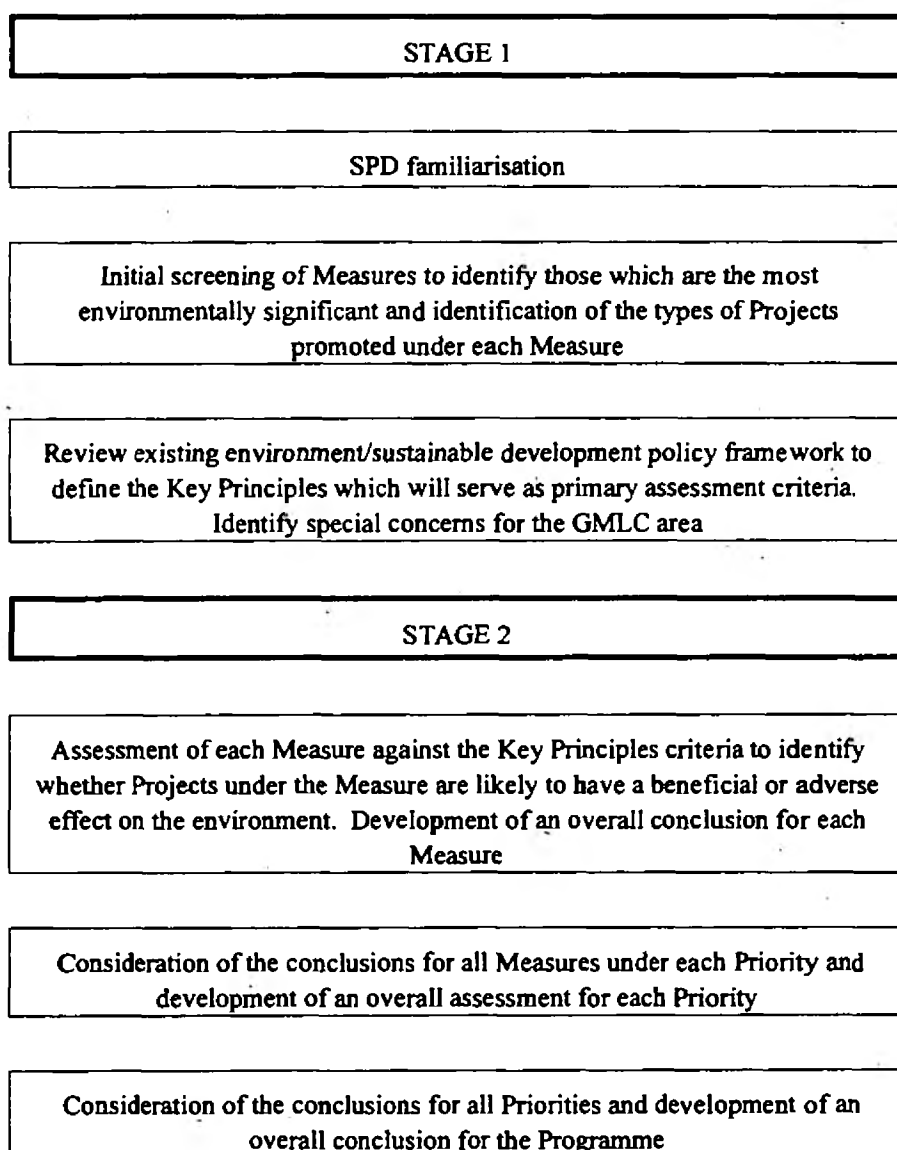 STAGE 1
SPD familiarisation
Initial screening of Measures to identify those which are the most
environmentally significant and identification of the types of Projects
promoted under each Measure
Review existing environment/sustainable development policy framework to
define the Key Principles which will serve as primary assessment criteria.
Identify special concerns for the GMLC area
STAGE 2
Assessment of each Measure against the Key Principles criteria to identify
whether Projects under the Measure are likely to have a beneficial or adverse
effect on the environment. Development of an overall conclusion for each
Measure
Consideration of the conclusions for all Measures under each Priority and
development of an overall assessment for each Priority
Consideration of the conclusions for all Priorities and development of an
overall conclusion for the Programme